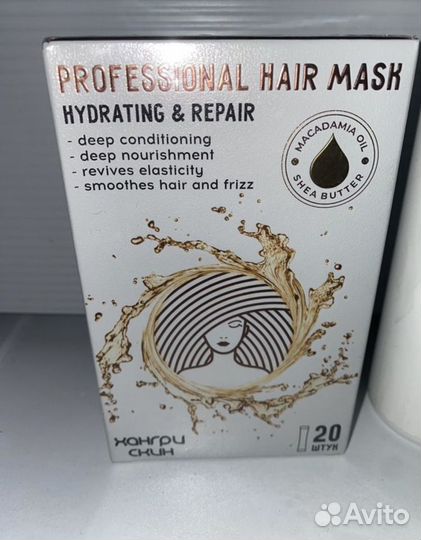 PROFESSIONAL HAIR MASK
HYDRATING & REPAIR
- deep conditioning
- deep nourishment
- revives elasticity
- smoothes hair and frizz
MACADAMIA OIL
SHEA BUTTER
ХАНГРИ
СКИН
20
ШТУК
Avito